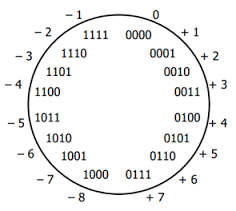 − 1 0
− 2 1111 0000 + 1
− 3 1110 0001 + 2
1101 0010
− 4 1100 0011 + 3
− 5 1011 0100 + 4
− 6 1010 0101 + 5
1001 0110
− 7 1000 0111 + 6
− 8 + 7